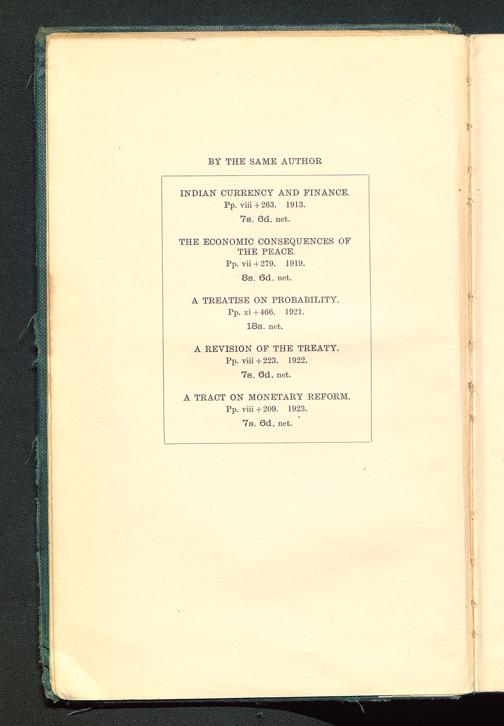 BY THE SAME AUTHOR
INDIAN CURRENCY AND FINANCE.
Pp. viii + 263. 1913.
7s. 6d. net.
THE ECONOMIC CONSEQUENCES OF
THE PEACE.
Pp. vii + 279. 1919.
8s. 6d. net.
A TREATISE ON PROBABILITY.
Pp. xi + 466. 1921.
18s. net.
A REVISION OF THE TREATY.
Pp. viii + 223. 1922.
7s. 6d. net.
A TRACT ON MONETARY REFORM.
Pp. viii + 209. 1923.
7s. 6d. net.